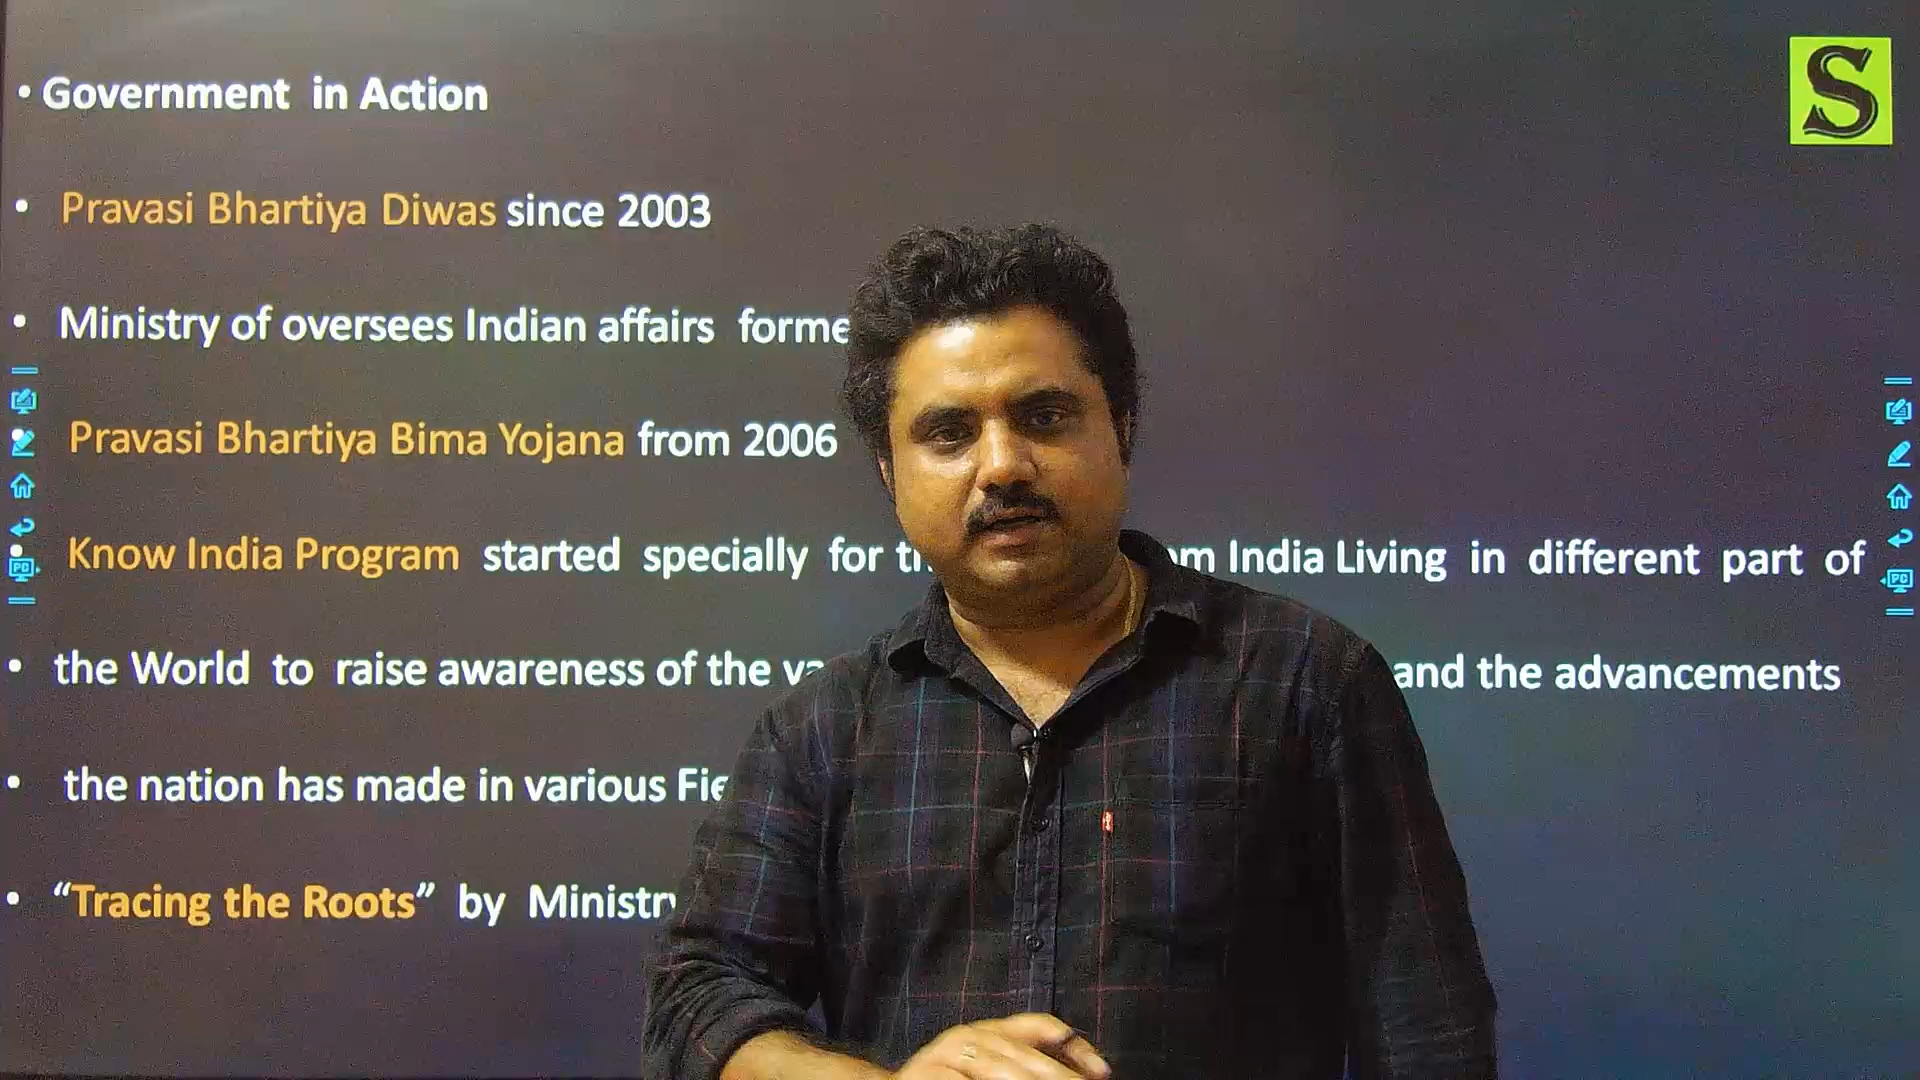 • Government in Action
• Pravasi Bhartiya Diwas since 2003
• Ministry of oversees Indian affairs
Pravasi Bhartiya Bima Yojana from 2006
Know India Program started specially for India Living in different part of
• the World to raise awareness of the and the advancements
• the nation has made in various
• “Tracing the Roots” by Ministry
S
PC
PC